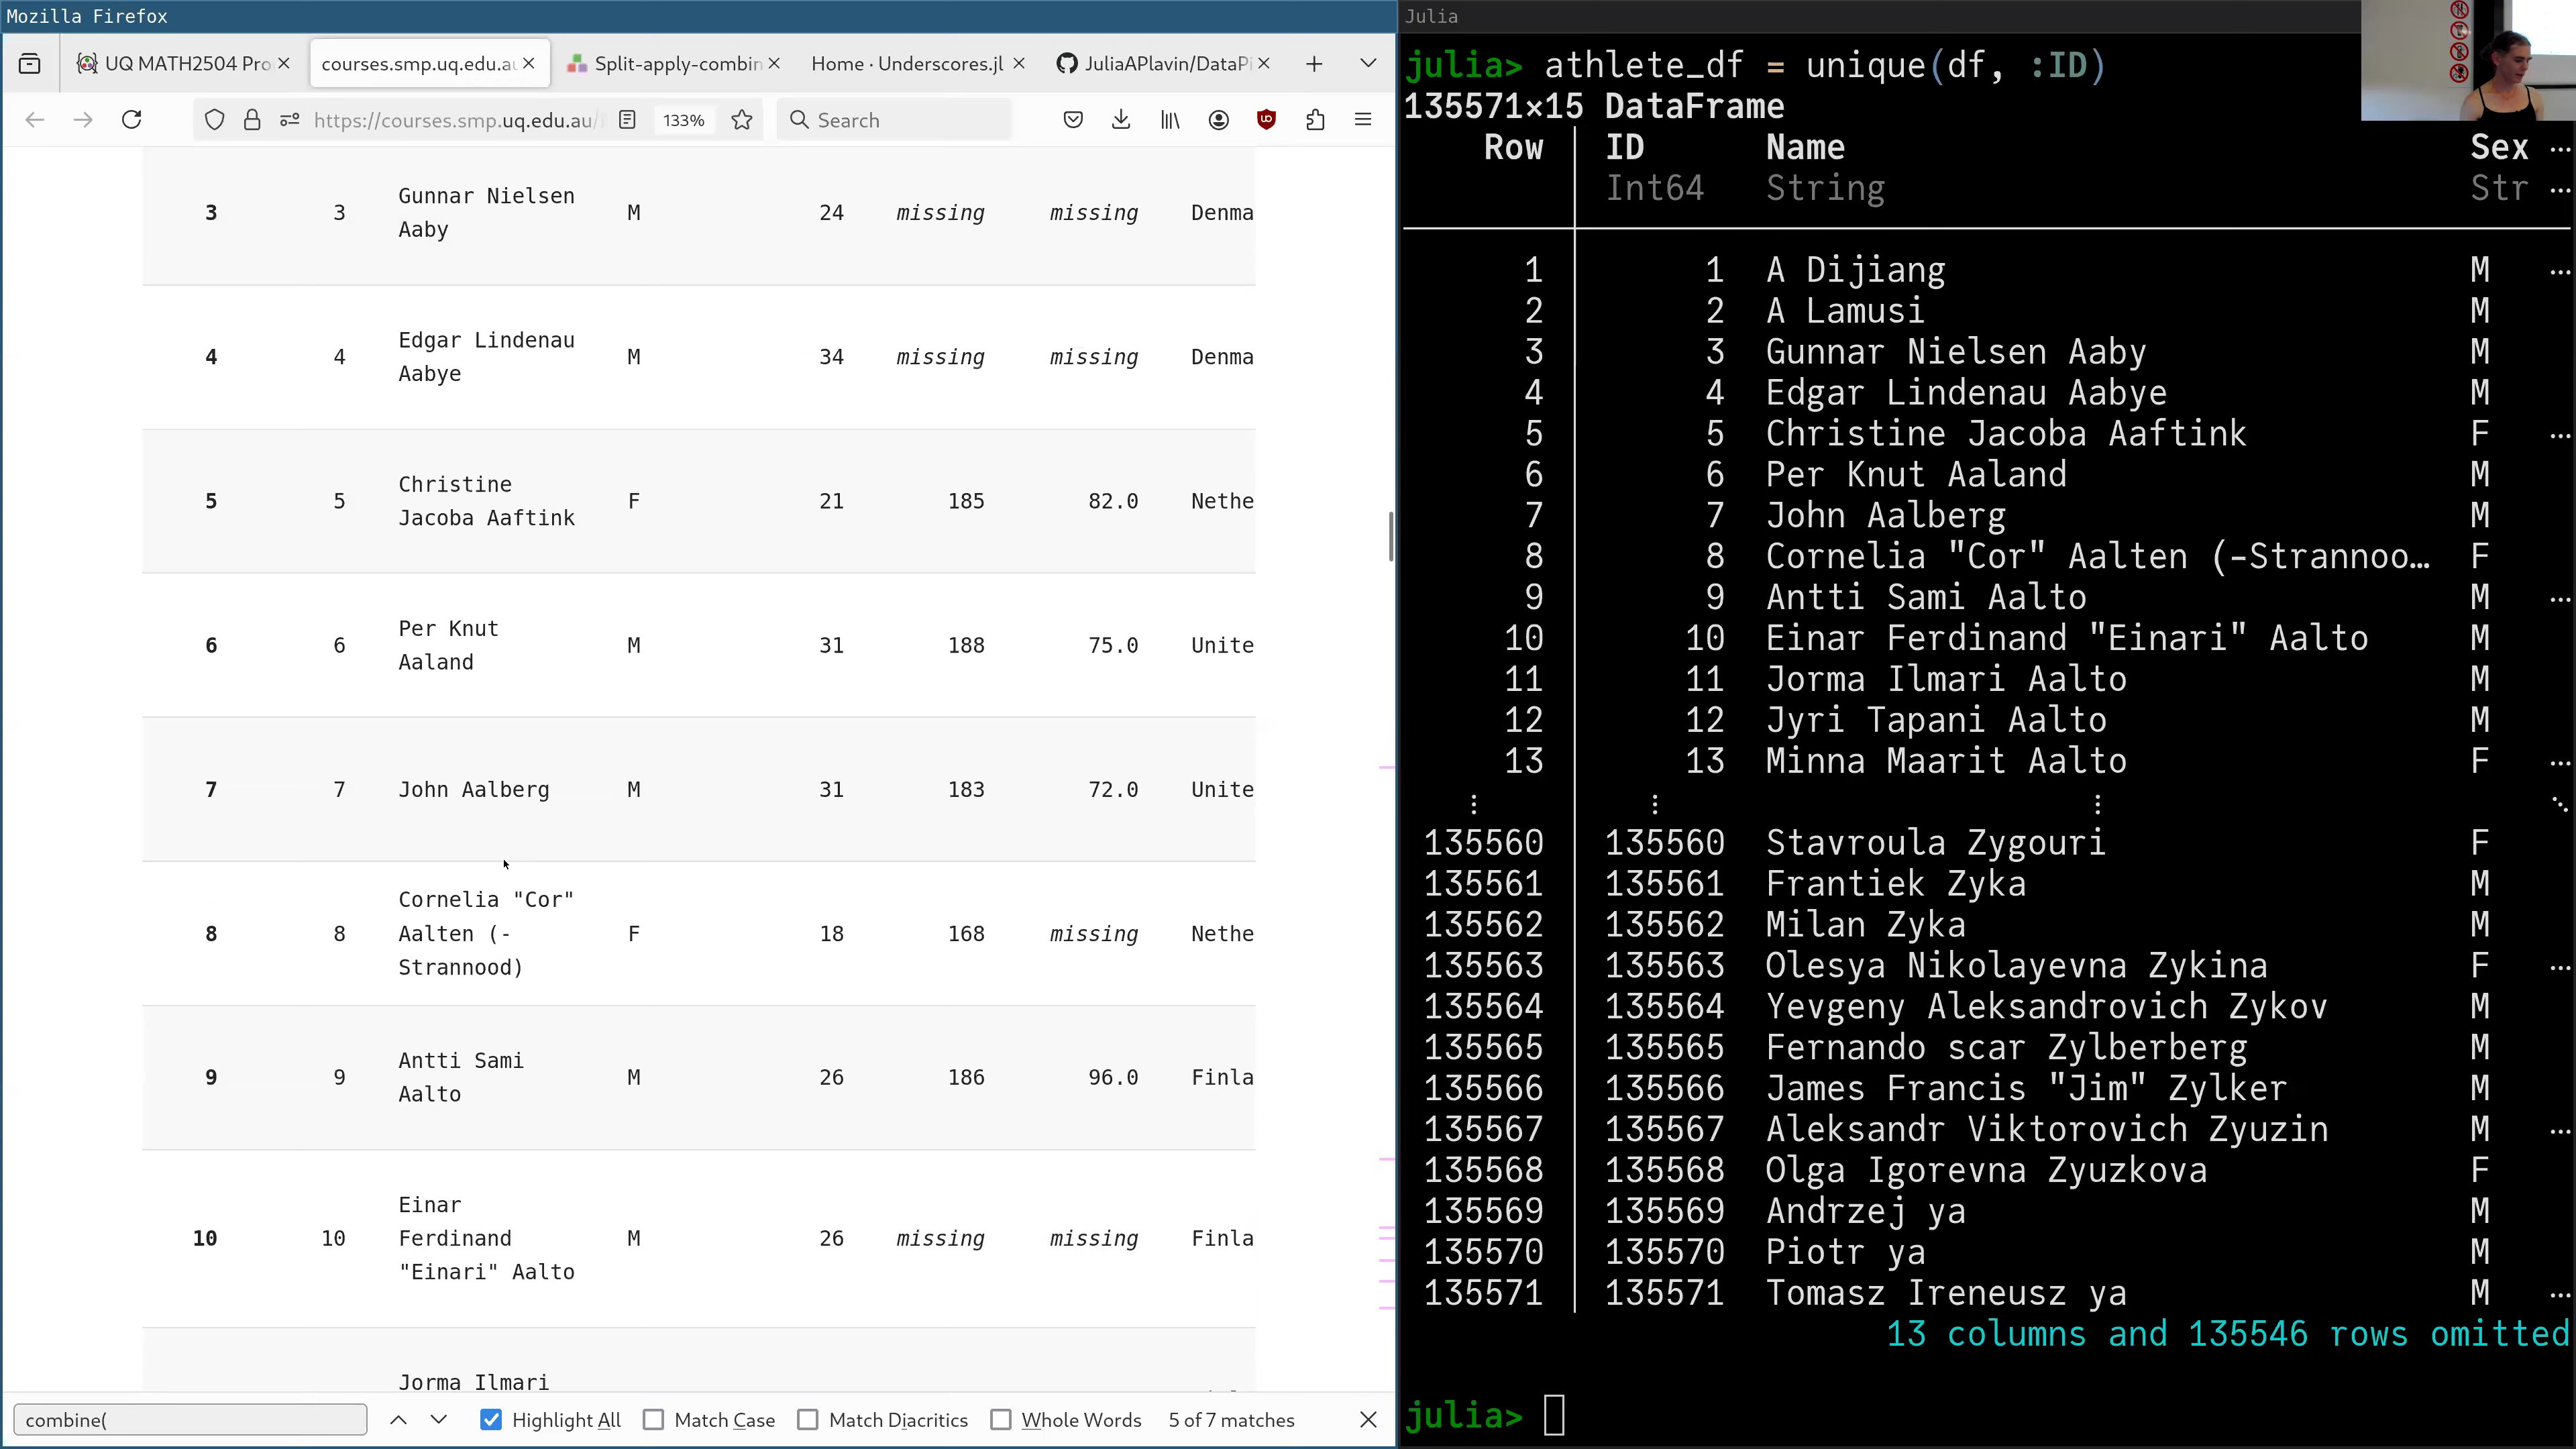 Mozilla Firefox
UQ MATH2504 Pro
courses.smp.uq.edu.au
Split-apply-combin
Home · Underscores.jl
JuliaAPlavin/DataPi
https://courses.smp.uq.edu.au/
133%
Search
3 3 Gunnar Nielsen Aaby M 24 missing missing Denma
4 4 Edgar Lindenau Aabye M 34 missing missing Denma
5 5 Christine Jacoba Aaftink F 21 185 82.0 Nethe
6 6 Per Knut Aaland M 31 188 75.0 Unite
7 7 John Aalberg M 31 183 72.0 Unite
8 8 Cornelia "Cor" Aalten (-Strannood) F 18 168 missing Nethe
9 9 Antti Sami Aalto M 26 186 96.0 Finla
10 10 Einar Ferdinand "Einari" Aalto M 26 missing missing Finla
Jorma Ilmari
combine(
Highlight All
Match Case
Match Diacritics
Whole Words
5 of 7 matches
Julia
julia> athlete_df = unique(df, :ID)
135571×15 DataFrame
Row ID Name Sex …
Int64 String Str …
1 1 A Dijiang M …
2 2 A Lamusi M
3 3 Gunnar Nielsen Aaby M
4 4 Edgar Lindenau Aabye M
5 5 Christine Jacoba Aaftink F …
6 6 Per Knut Aaland M
7 7 John Aalberg M
8 8 Cornelia "Cor" Aalten (-Strannoo… F
9 9 Antti Sami Aalto M …
10 10 Einar Ferdinand "Einari" Aalto M
11 11 Jorma Ilmari Aalto M
12 12 Jyri Tapani Aalto M
13 13 Minna Maarit Aalto F …
⋮ ⋮ ⋮ ⋱
135560 135560 Stavroula Zygouri F
135561 135561 Frantiek Zyka M
135562 135562 Milan Zyka M
135563 135563 Olesya Nikolayevna Zykina F …
135564 135564 Yevgeny Aleksandrovich Zykov M
135565 135565 Fernando scar Zylberberg M
135566 135566 James Francis "Jim" Zylker M
135567 135567 Aleksandr Viktorovich Zyuzin M …
135568 135568 Olga Igorevna Zyuzkova F
135569 135569 Andrzej ya M
135570 135570 Piotr ya M
135571 135571 Tomasz Ireneusz ya M …
13 columns and 135546 rows omitted
julia>